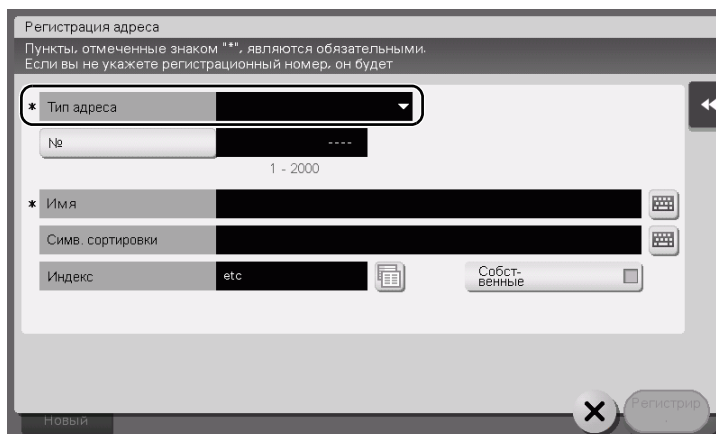 Регистрация адреса
Пункты, отмеченные знаком "*", являются обязательными.
Если вы не укажете регистрационный номер, он будет
* Тип адреса
№ ----
1 - 2000
* Имя
Симв. сортировки
Индекс etc Собст-
венные
Регистрир.
Новый